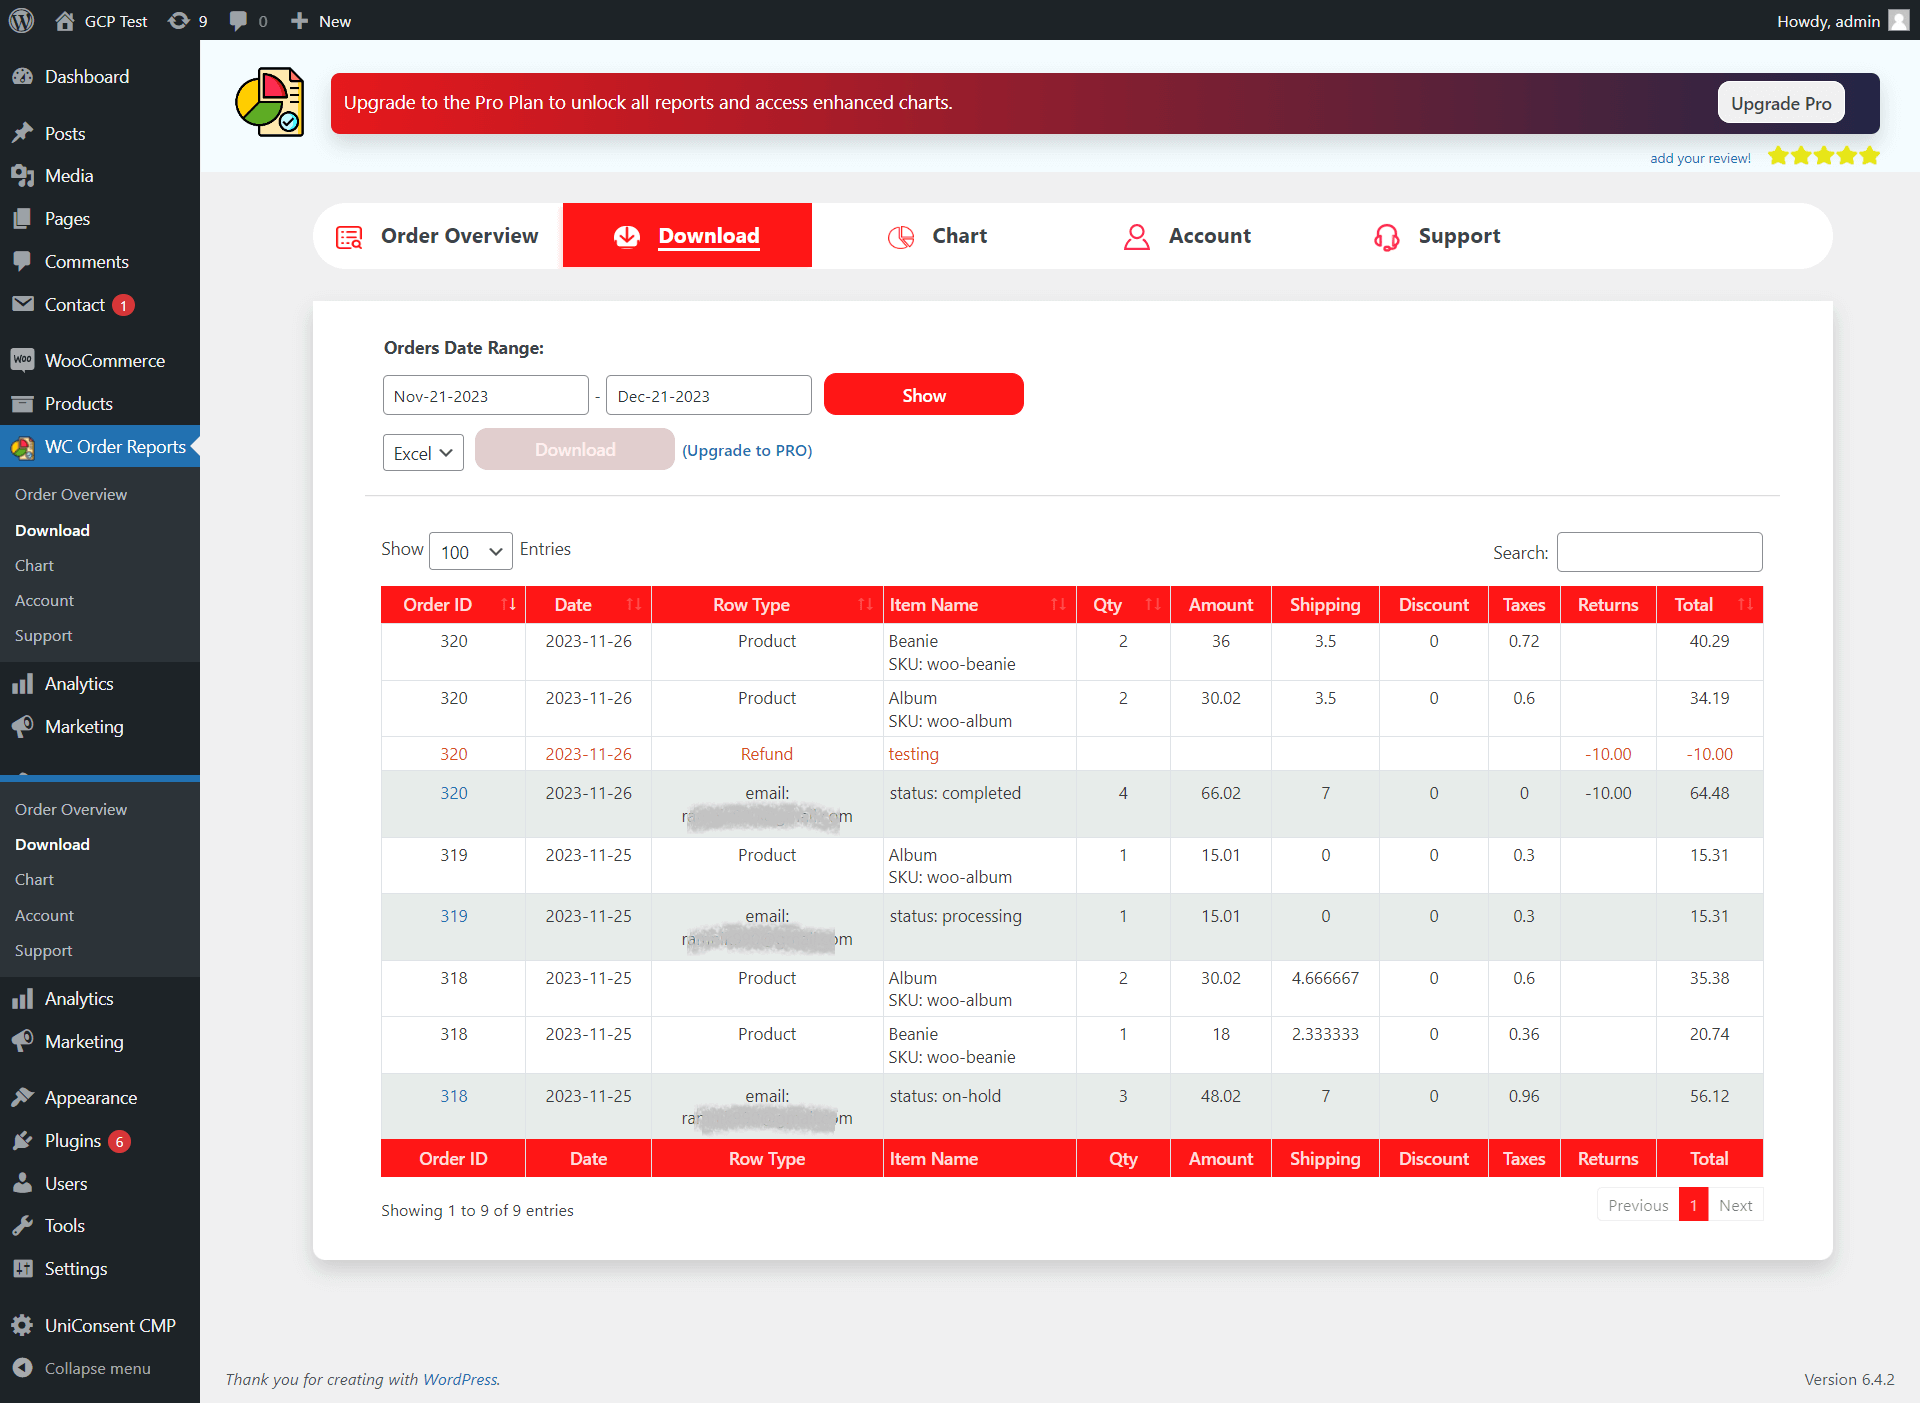 GCP Test 9 0 New Howdy, admin
Dashboard
Posts
Media
Pages
Comments
Contact 1
WooCommerce
Products
WC Order Reports
Order Overview
Download
Chart
Account
Support
Analytics
Marketing
Order Overview
Download
Chart
Account
Support
Analytics
Marketing
Appearance
Plugins 6
Users
Tools
Settings
UniConsent CMP
Collapse menu
Upgrade to the Pro Plan to unlock all reports and access enhanced charts. Upgrade Pro
add your review!
Order Overview Download Chart Account Support
Orders Date Range:
Nov-21-2023 - Dec-21-2023 Show
Excel Download (Upgrade to PRO)
Show 100 Entries Search:
Order ID Date Row Type Item Name Qty Amount Shipping Discount Taxes Returns Total
320 2023-11-26 Product Beanie 2 36 3.5 0 0.72 40.29
SKU: woo-beanie
320 2023-11-26 Product Album 2 30.02 3.5 0 0.6 34.19
SKU: woo-album
320 2023-11-26 Refund testing -10.00 -10.00
320 2023-11-26 email: status: completed 4 66.02 7 0 0 -10.00 64.48
319 2023-11-25 Product Album 1 15.01 0 0 0.3 15.31
SKU: woo-album
319 2023-11-25 email: status: processing 1 15.01 0 0 0.3 15.31
318 2023-11-25 Product Album 2 30.02 4.666667 0 0.6 35.38
SKU: woo-album
318 2023-11-25 Product Beanie 1 18 2.333333 0 0.36 20.74
SKU: woo-beanie
318 2023-11-25 email: status: on-hold 3 48.02 7 0 0.96 56.12
Order ID Date Row Type Item Name Qty Amount Shipping Discount Taxes Returns Total
Showing 1 to 9 of 9 entries Previous 1 Next
Thank you for creating with WordPress. Version 6.4.2